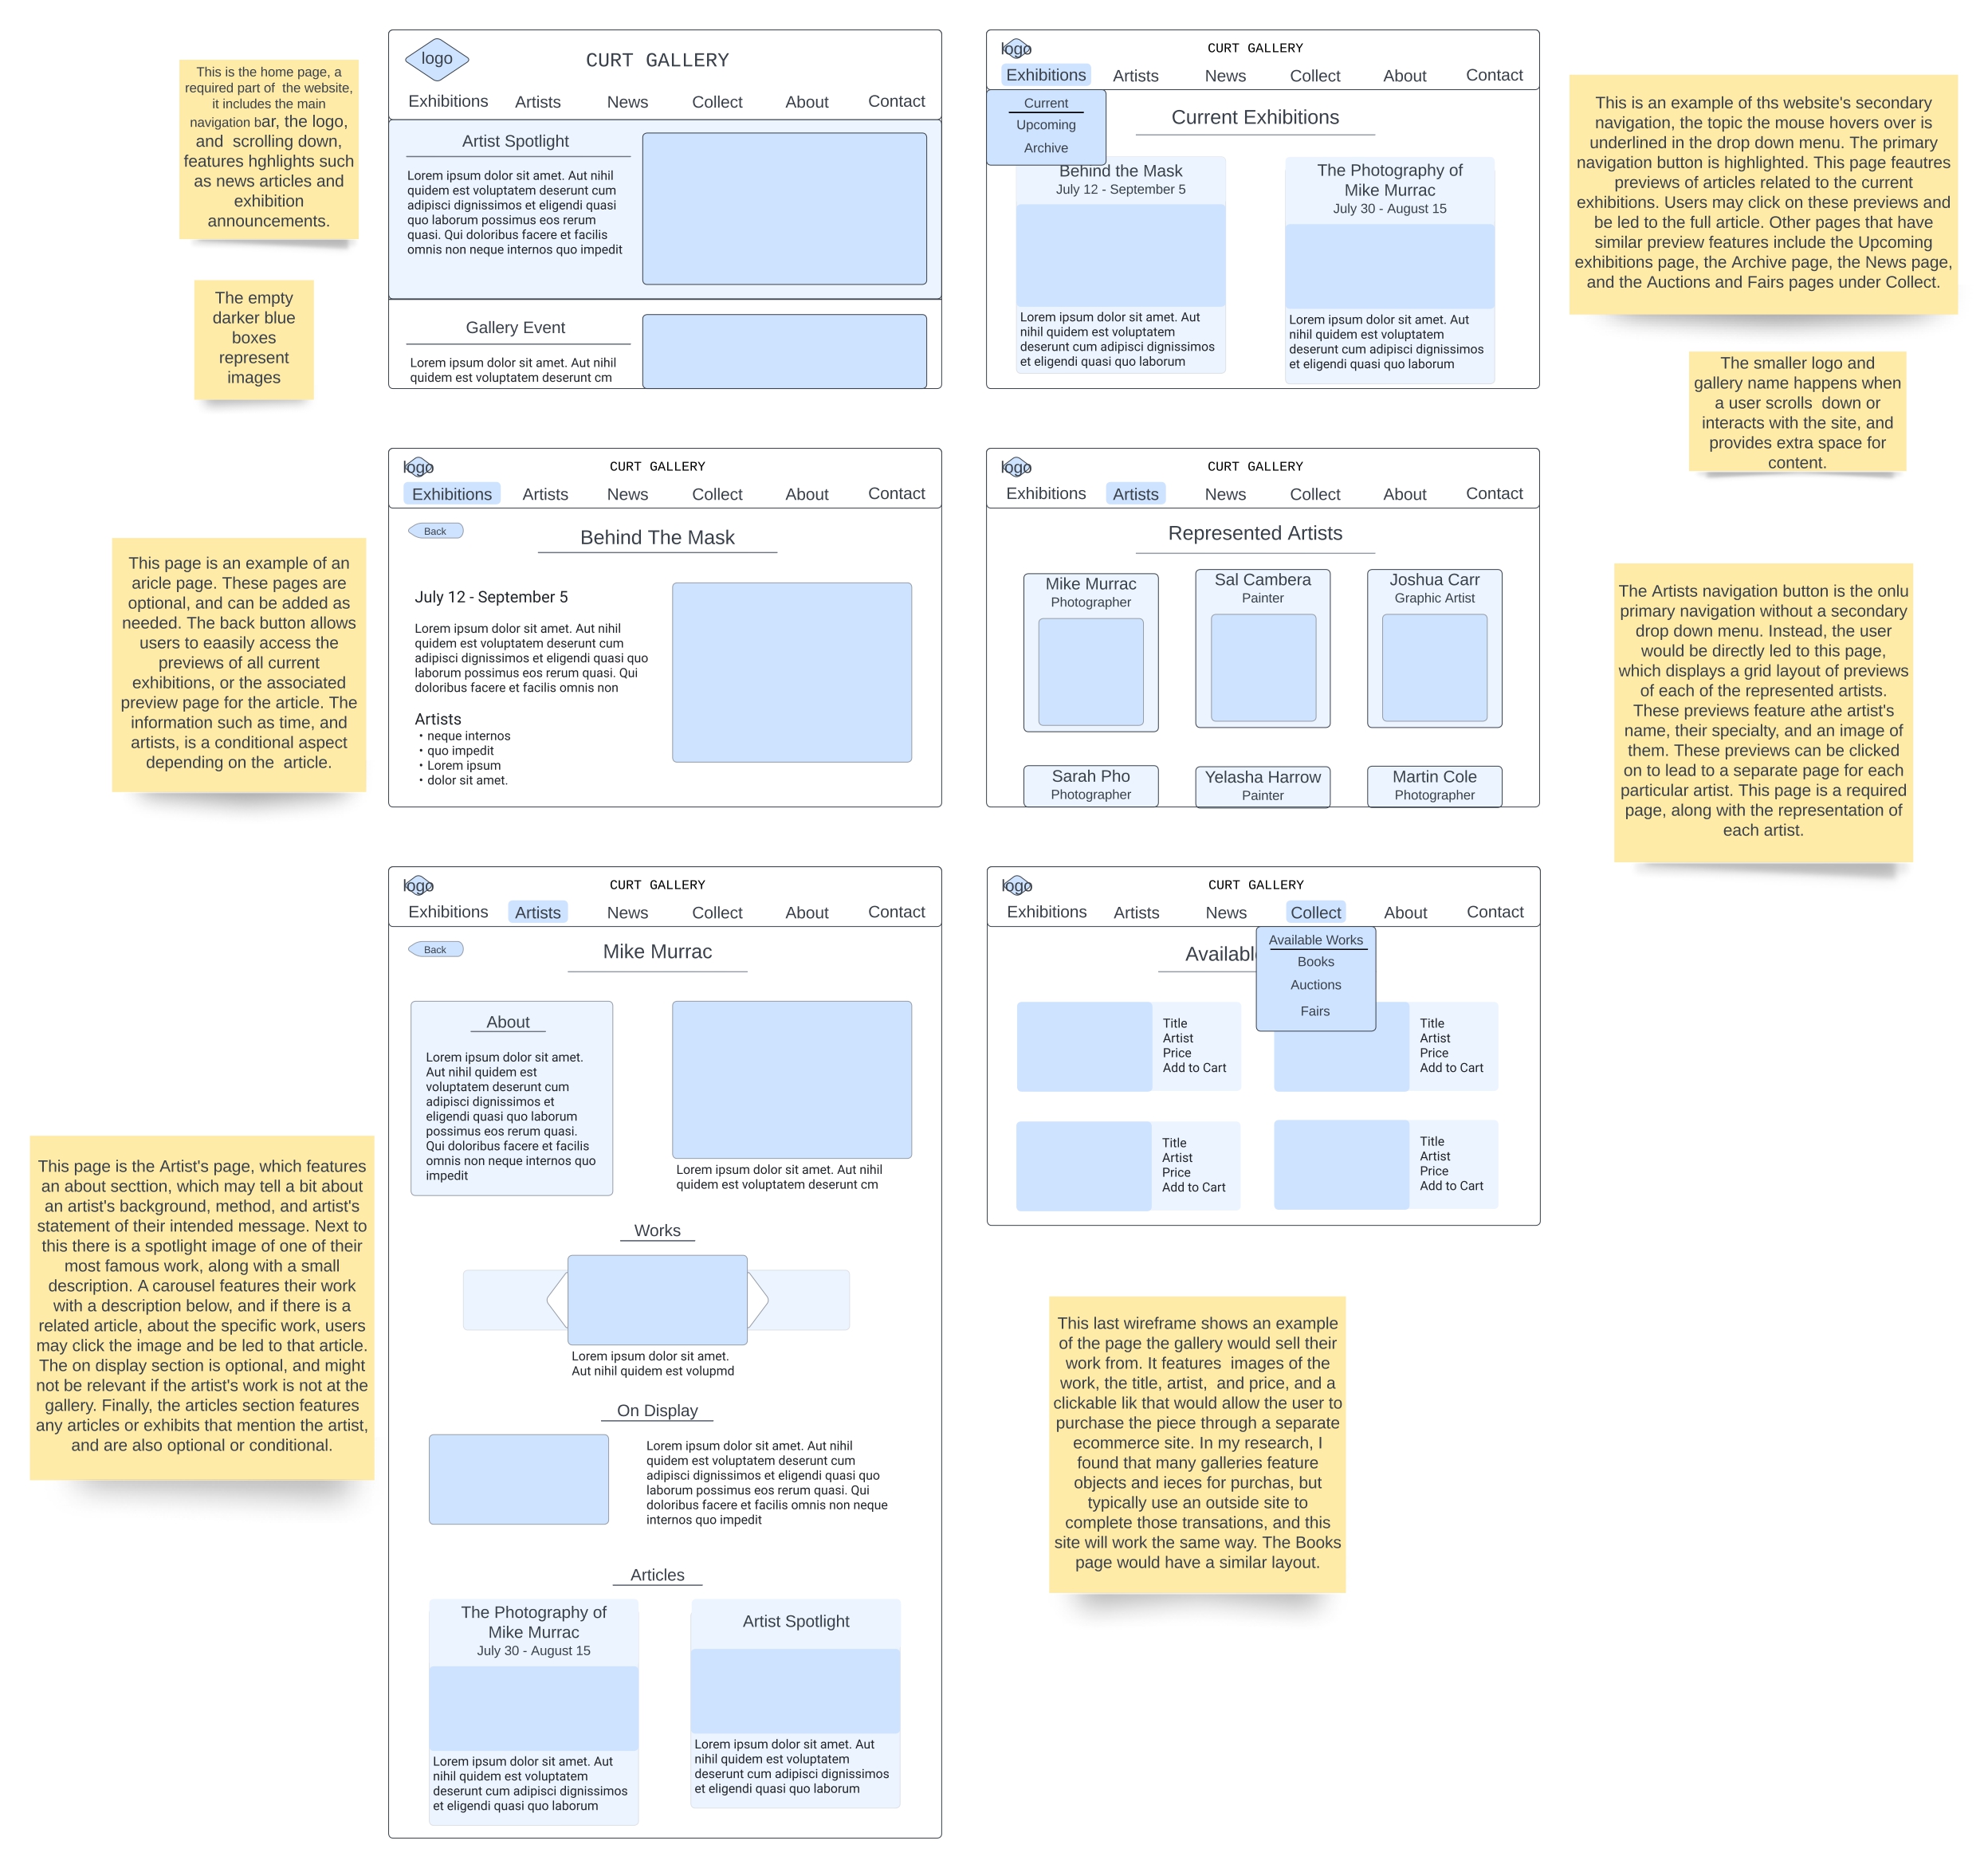 This is the home page, a
required part of  the website,
it includes the main
navigation bar, the logo,
and  scrolling down,
features hghlights such
as news articles and
exhibition
announcements.
The empty
darker blue
boxes
represent
images
logo
CURT GALLERY
Exhibitions Artists News Collect About Contact
Artist Spotlight
Lorem ipsum dolor sit amet. Aut nihil
quidem est voluptatem deserunt cum
adipisci dignissimos et eligendi quasi
quo laborum possimus eos rerum
quasi. Qui doloribus facere et facilis
omnis non neque internos quo impedit
Gallery Event
Lorem ipsum dolor sit amet. Aut nihil
quidem est voluptatem deserunt cm
logo
CURT GALLERY
Exhibitions Artists News Collect About Contact
Current
Upcoming
Archive
Current Exhibitions
Behind the Mask
July 12 - September 5
Lorem ipsum dolor sit amet. Aut
nihil quidem est voluptatem
deserunt cum adipisci dignissimos
et eligendi quasi quo laborum
The Photography of
Mike Murrac
July 30 - August 15
Lorem ipsum dolor sit amet. Aut
nihil quidem est voluptatem
deserunt cum adipisci dignissimos
et eligendi quasi quo laborum
This is an example of ths website's secondary
navigation, the topic the mouse hovers over is
underlined in the drop down menu. The primary
navigation button is highlighted. This page feautres
previews of articles related to the current
exhibitions. Users may click on these previews and
be led to the full article. Other pages that have
similar preview features include the Upcoming
exhibitions page, the Archive page, the News page,
and the Auctions and Fairs pages under Collect.
The smaller logo and
gallery name happens when
a user scrolls  down or
interacts with the site, and
provides extra space for
content.
This page is an example of an
aricle page. These pages are
optional, and can be added as
needed. The back button allows
users to eaasily access the
previews of all current
exhibitions, or the associated
preview page for the article. The
information such as time, and
artists, is a conditional aspect
depending on the  article.
logo
CURT GALLERY
Exhibitions Artists News Collect About Contact
Back
Behind The Mask
July 12 - September 5
Lorem ipsum dolor sit amet. Aut nihil
quidem est voluptatem deserunt cum
adipisci dignissimos et eligendi quasi quo
laborum possimus eos rerum quasi. Qui
doloribus facere et facilis omnis non
Artists
• neque internos
• quo impedit
• Lorem ipsum
• dolor sit amet.
logo
CURT GALLERY
Exhibitions Artists News Collect About Contact
Represented Artists
Mike Murrac
Photographer
Sal Cambera
Painter
Joshua Carr
Graphic Artist
Sarah Pho
Photographer
Yelasha Harrow
Painter
Martin Cole
Photographer
The Artists navigation button is the onlu
primary navigation without a secondary
drop down menu. Instead, the user
would be directly led to this page,
which displays a grid layout of previews
of each of the represented artists.
These previews feature athe artist's
name, their specialty, and an image of
them. These previews can be clicked
on to lead to a separate page for each
particular artist. This page is a required
page, along with the representation of
each artist.
This page is the Artist's page, which features
an about secttion, which may tell a bit about
an artist's background, method, and artist's
statement of their intended message. Next to
this there is a spotlight image of one of their
most famous work, along with a small
description. A carousel features their work
with a description below, and if there is a
related article, about the specific work, users
may click the image and be led to that article.
The on display section is optional, and might
not be relevant if the artist's work is not at the
gallery. Finally, the articles section features
any articles or exhibits that mention the artist,
and are also optional or conditional.
logo
CURT GALLERY
Exhibitions Artists News Collect About Contact
Back
Mike Murrac
About
Lorem ipsum dolor sit amet.
Aut nihil quidem est
voluptatem deserunt cum
adipisci dignissimos et
eligendi quasi quo laborum
possimus eos rerum quasi.
Qui doloribus facere et facilis
omnis non neque internos quo
impedit
Lorem ipsum dolor sit amet. Aut nihil
quidem est voluptatem deserunt cm
Works
Lorem ipsum dolor sit amet.
Aut nihil quidem est volupmd
On Display
Lorem ipsum dolor sit amet. Aut nihil
quidem est voluptatem deserunt cum
adipisci dignissimos et eligendi quasi quo
laborum possimus eos rerum quasi. Qui
doloribus facere et facilis omnis non neque
internos quo impedit
Articles
The Photography of
Mike Murrac
July 30 - August 15
Lorem ipsum dolor sit amet. Aut
nihil quidem est voluptatem
deserunt cum adipisci dignissimos
et eligendi quasi quo laborum
Artist Spotlight
Lorem ipsum dolor sit amet. Aut
nihil quidem est voluptatem
deserunt cum adipisci dignissimos
et eligendi quasi quo laborum
logo
CURT GALLERY
Exhibitions Artists News Collect About Contact
Availabl
Available Works
Books
Auctions
Fairs
Title
Artist
Price
Add to Cart
Title
Artist
Price
Add to Cart
Title
Artist
Price
Add to Cart
Title
Artist
Price
Add to Cart
This last wireframe shows an example
of the page the gallery would sell their
work from. It features  images of the
work, the title, artist,  and price, and a
clickable lik that would allow the user to
purchase the piece through a separate
ecommerce site. In my research, I
found that many galleries feature
objects and ieces for purchas, but
typically use an outside site to
complete those transations, and this
site will work the same way. The Books
page would have a similar layout.